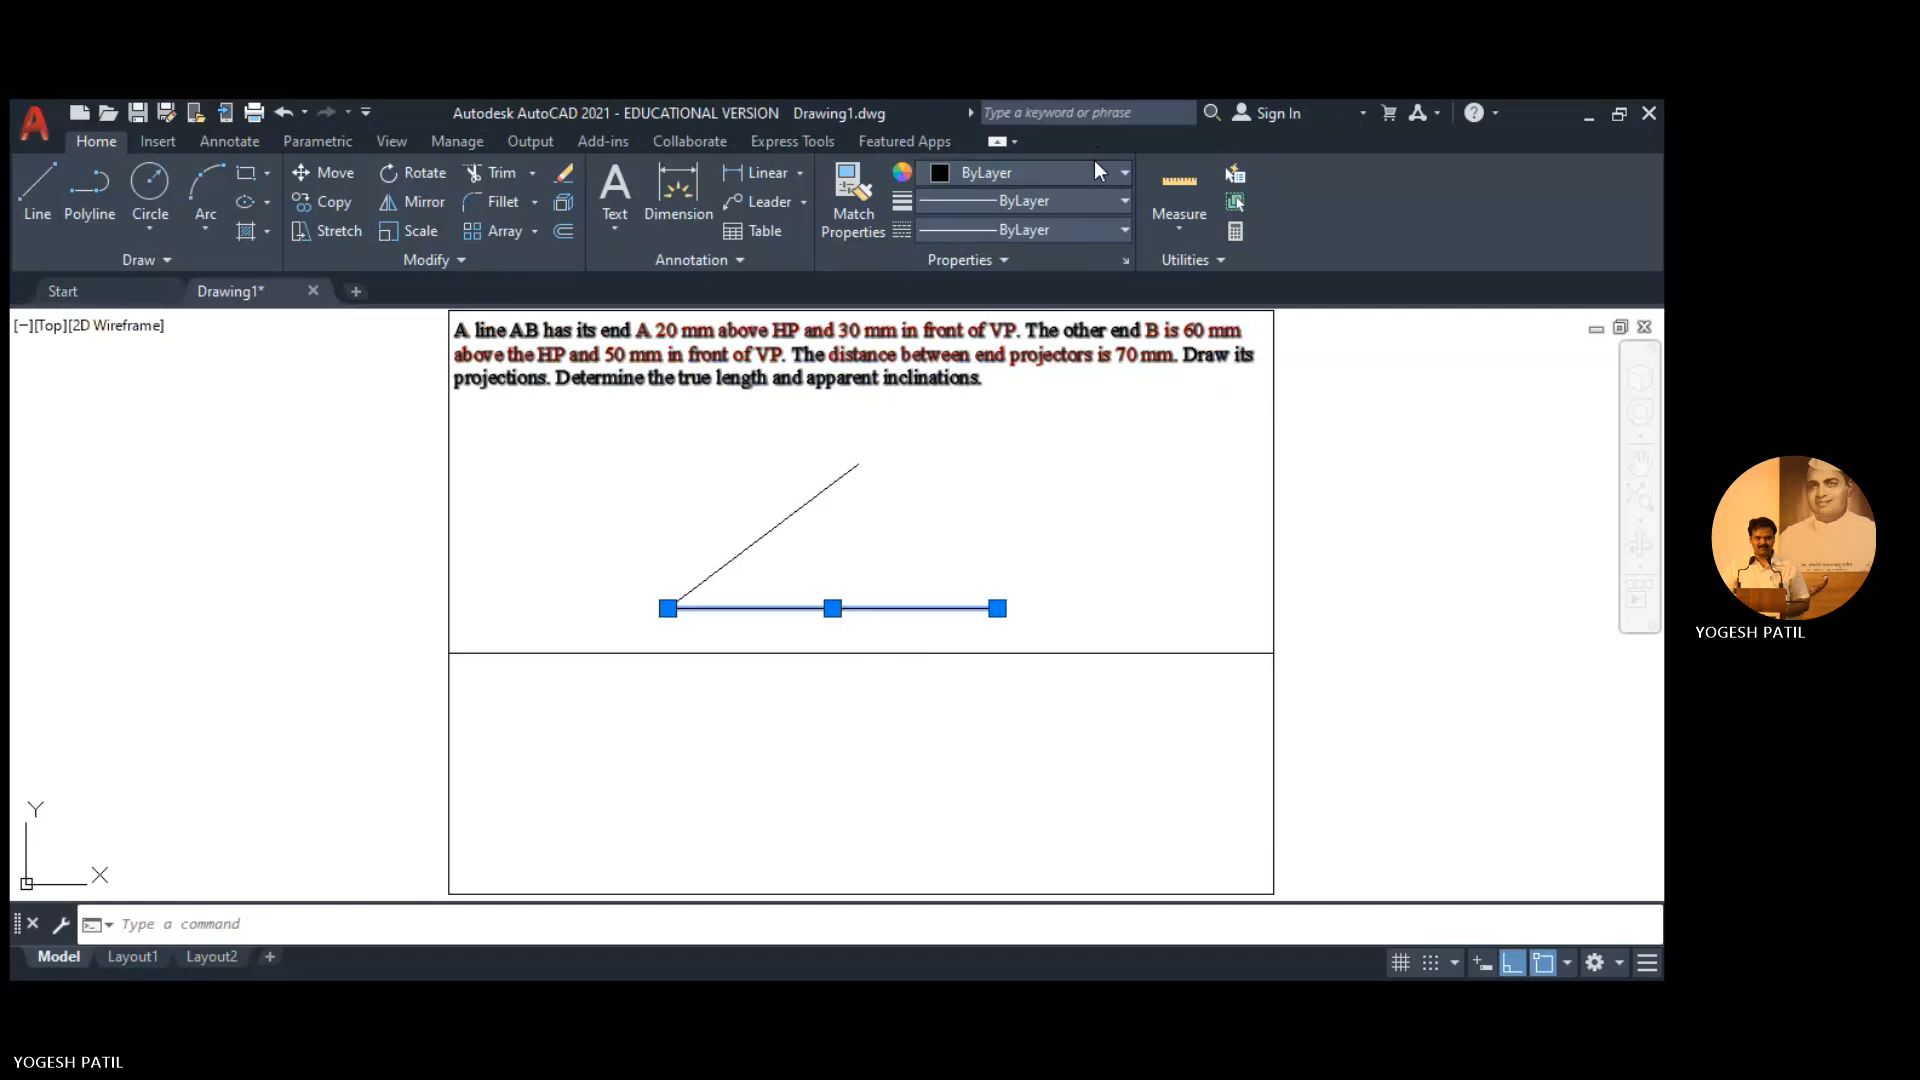 Autodesk AutoCAD 2021 - EDUCATIONAL VERSION Drawing1.dwg
Type a keyword or phrase
Sign In
Home Insert Annotate Parametric View Manage Output Add-ins Collaborate Express Tools Featured Apps
Line
Polyline
Circle
Arc
Draw
Move
Rotate
Trim
Copy
Mirror
Fillet
Stretch
Scale
Array
Modify
Text
Dimension
Linear
Leader
Table
Annotation
Match
Properties
ByLayer
ByLayer
ByLayer
Properties
Measure
Utilities
Start
Drawing1*
[−][Top][2D Wireframe]
A line AB has its end A 20 mm above HP and 30 mm in front of VP. The other end B is 60 mm
above the HP and 50 mm in front of VP. The distance between end projectors is 70 mm. Draw its
projections. Determine the true length and apparent inclinations.
Y
X
Type a command
Model Layout1 Layout2
YOGESH PATIL
YOGESH PATIL